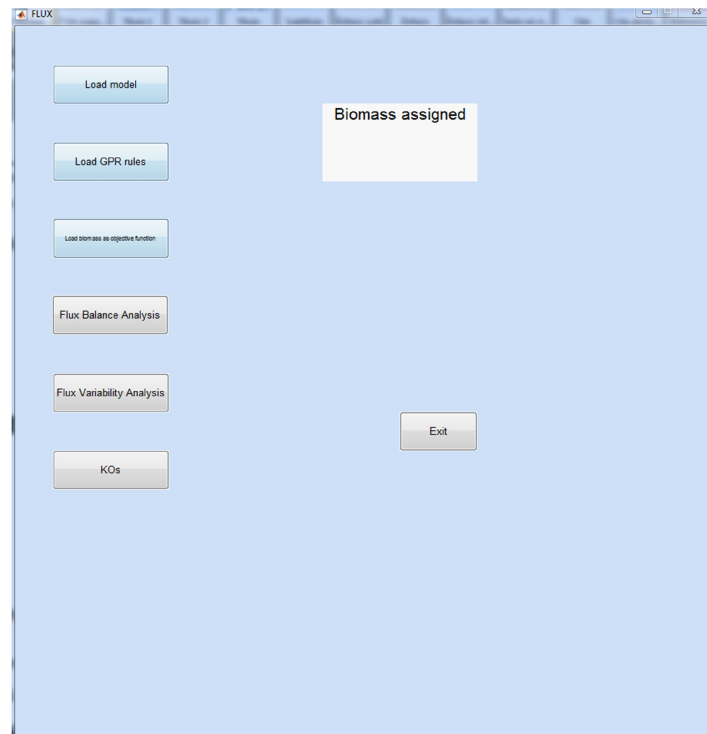 FLUX
Load model
Biomass assigned
Load GPR rules
Load biomass as objective function
Flux Balance Analysis
Flux Variability Analysis
Exit
KOs